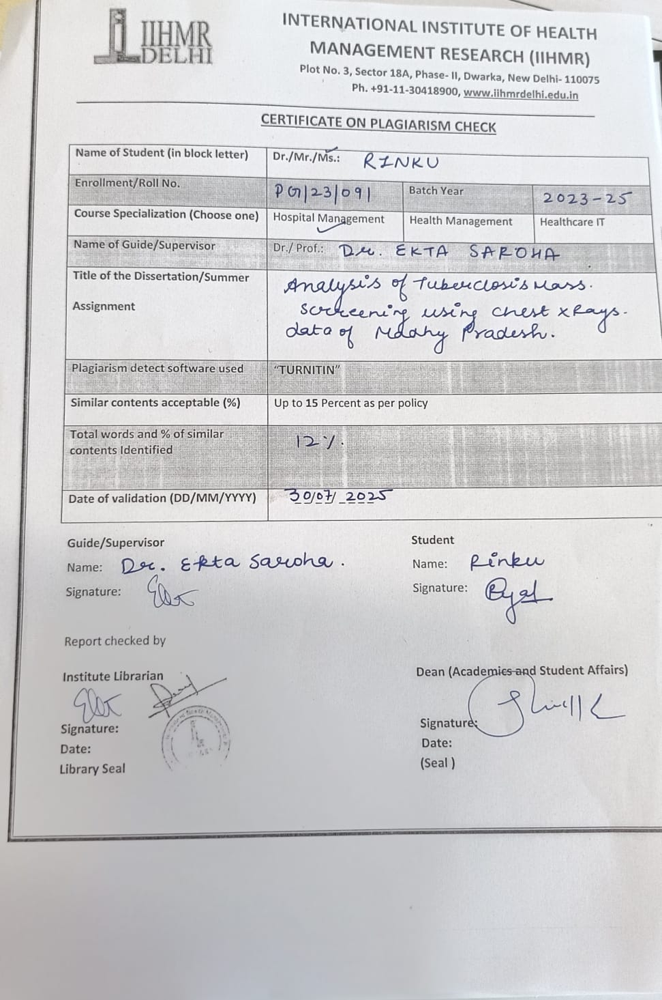 IIHMR
DELHI
INTERNATIONAL INSTITUTE OF HEALTH
MANAGEMENT RESEARCH (IIHMR)
Plot No. 3, Sector 18A, Phase- II, Dwarka, New Delhi- 110075
Ph. +91-11-30418900, www.iihmrdelhi.edu.in
CERTIFICATE ON PLAGIARISM CHECK
Name of Student (in block letter) Dr./Mr./Ms.: RINKU
Enrollment/Roll No. PG/23/091 Batch Year 2023-25
Course Specialization (Choose one) Hospital Management Health Management Healthcare IT
Name of Guide/Supervisor Dr./ Prof.: Dr. EKTA SAROHA
Title of the Dissertation/Summer Analysis of Tuberclosis Mass.
Assignment screening using chest xRays.
data of Mdahy Pradesh.
Plagiarism detect software used "TURNITIN"
Similar contents acceptable (%) Up to 15 Percent as per policy
Total words and % of similar 12%.
contents Identified
Date of validation (DD/MM/YYYY) 30/07/2025
Guide/Supervisor Student
Name: Dr. Ekta Saroha. Name: Rinku
Signature: Signature:
Report checked by
Institute Librarian Dean (Academics and Student Affairs)
Signature: Signature:
Date: Date:
Library Seal (Seal )